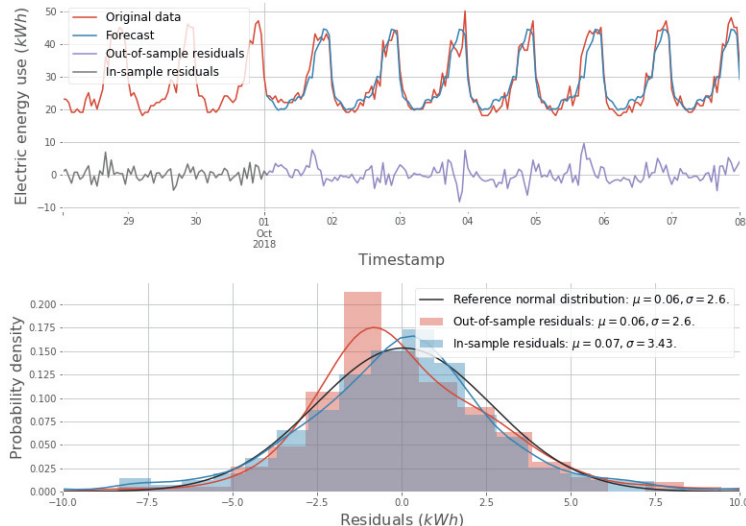 Electric energy use (kWh)
50
40
30
20
10
0
Original data
Forecast
Out-of-sample residuals
In-sample residuals
29
30
01
Oct
2018
02
03
04
05
06
07
08
Timestamp
Probability density
0.200
0.175
0.150
0.125
0.100
0.075
0.050
0.025
0.000
Reference normal distribution: μ = 0.06, σ = 2.6.
Out-of-sample residuals: μ = 0.06, σ = 2.6.
In-sample residuals: μ = 0.07, σ = 3.43.
−10.0
−7.5
−5.0
−2.5
0.0
2.5
5.0
7.5
10.0
Residuals (kWh)